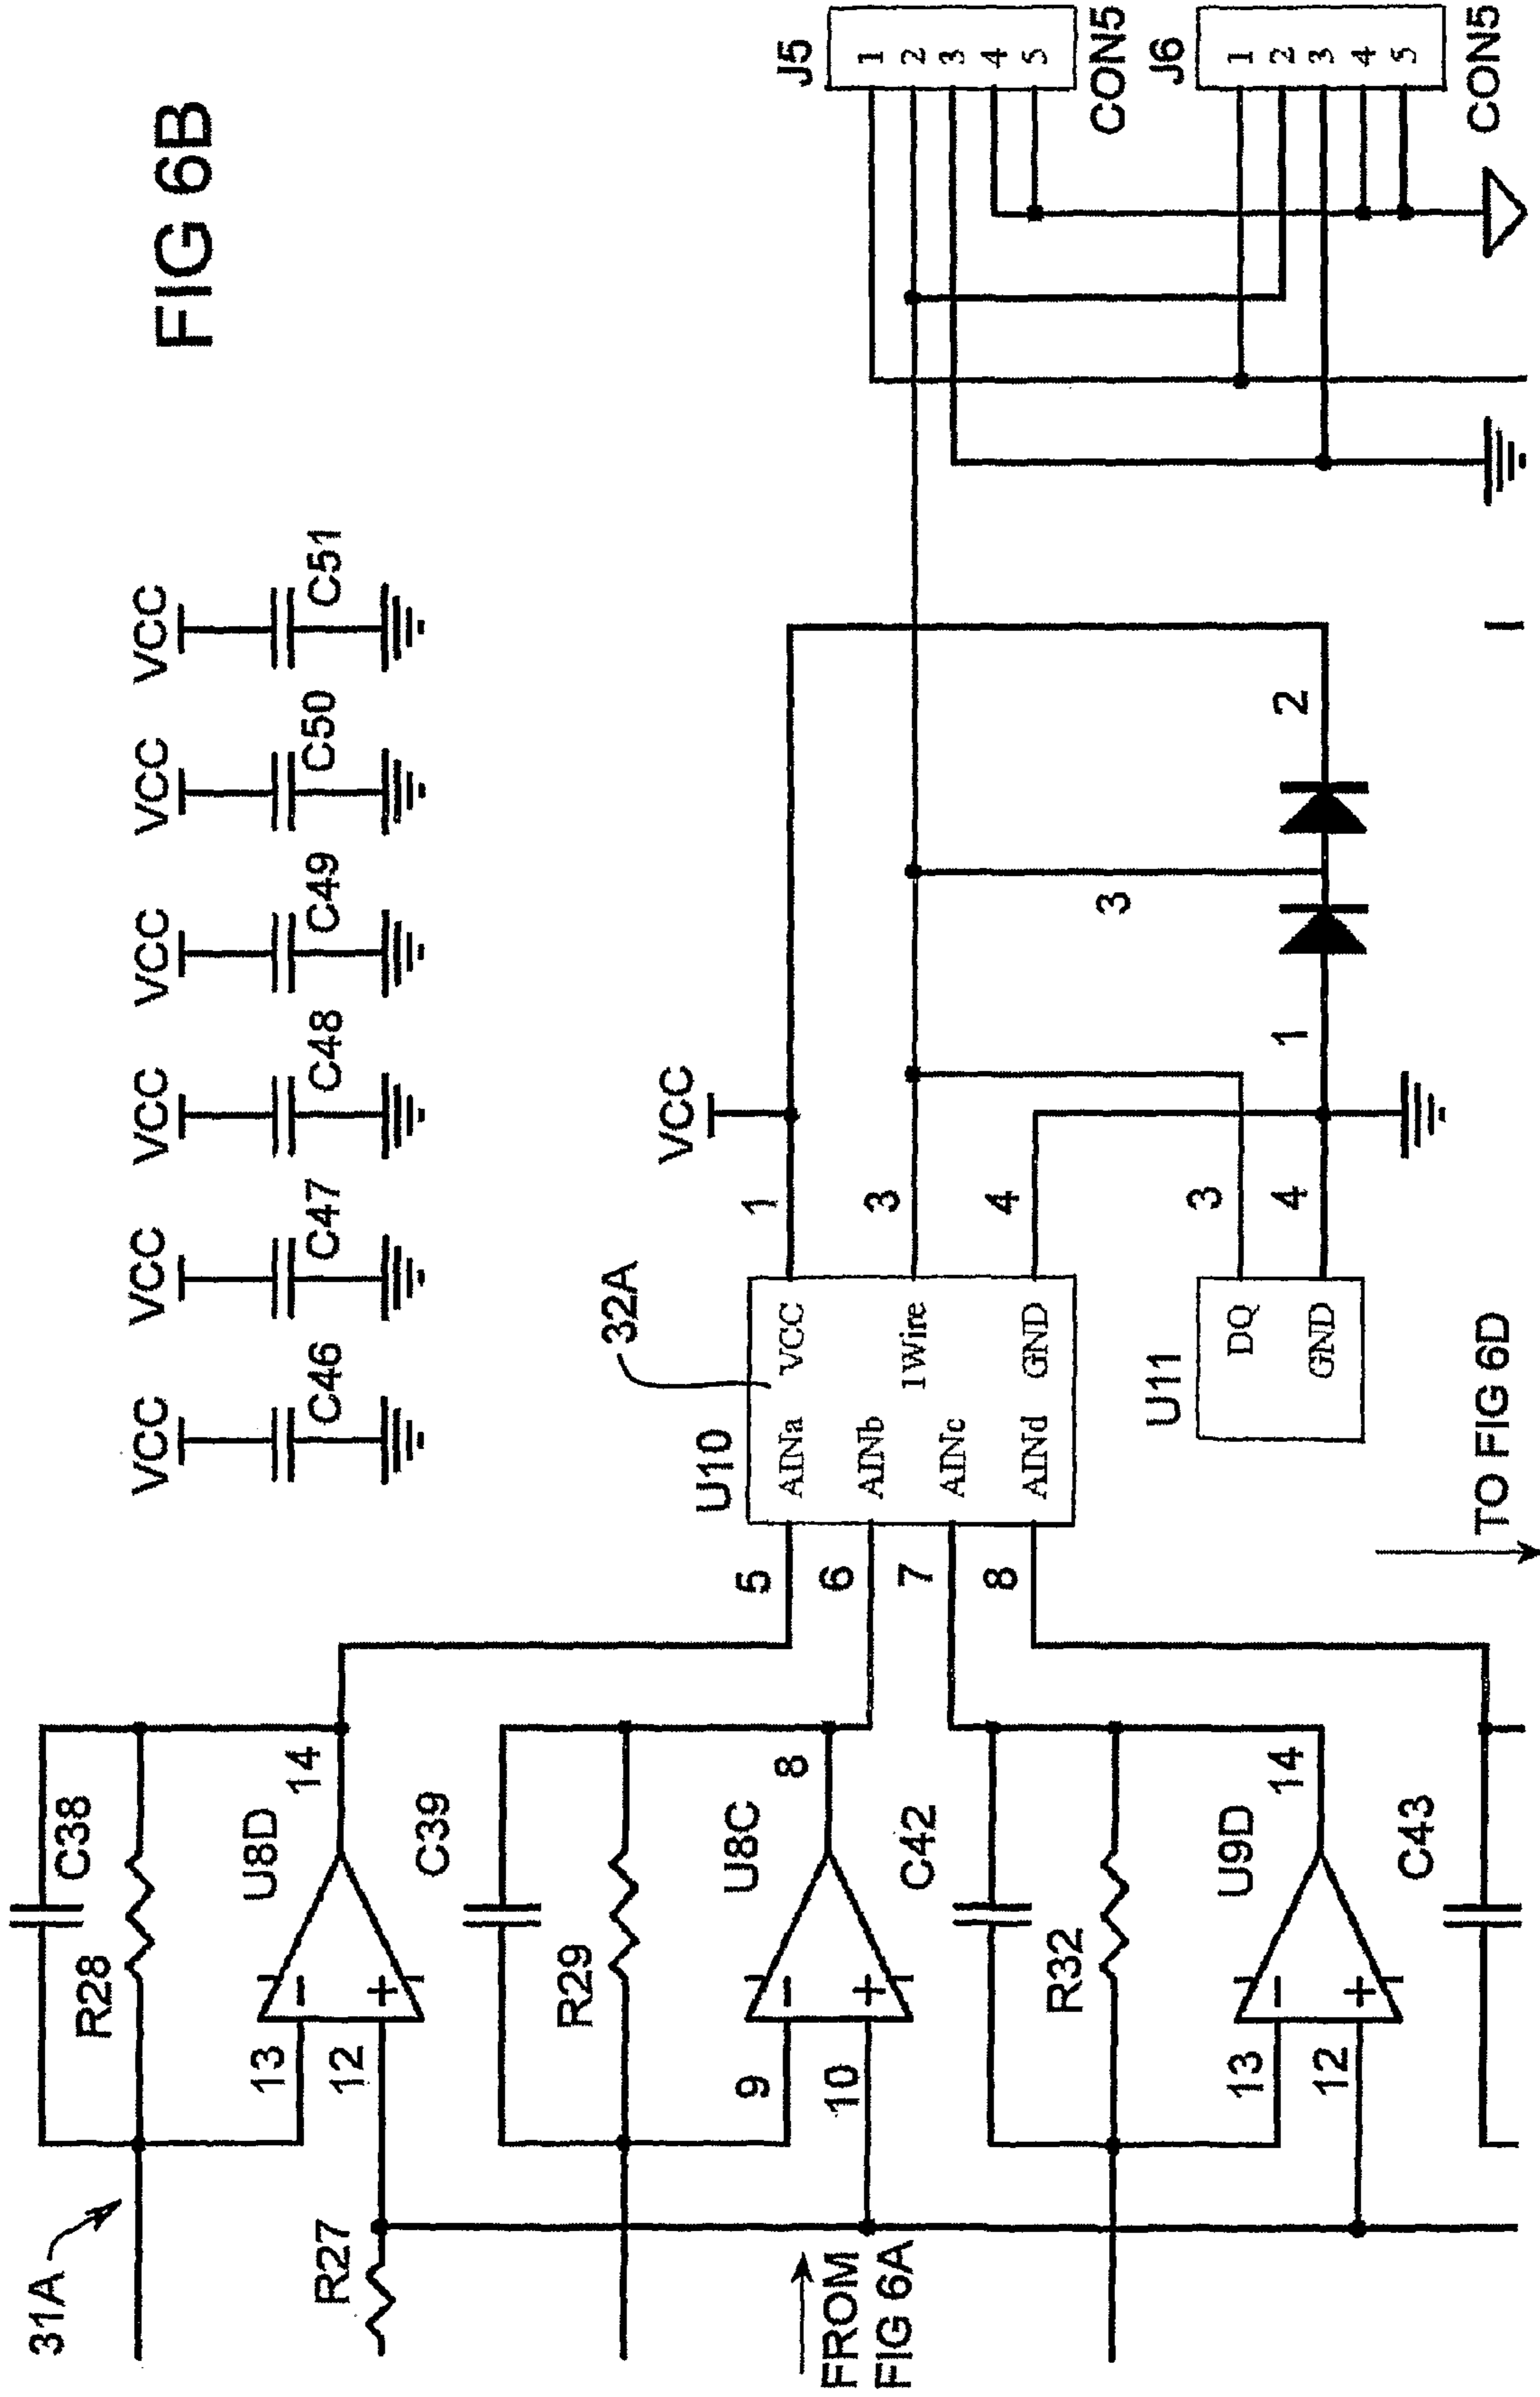 FIG 6B
VCC VCC VCC VCC VCC VCC
C46 C47 C48 C49 C50 C51
31A
C38
R28
U8D
13
12
14
R27
C39
R29
U8C
9
10
8
FROM
FIG 6A
C42
R32
U9D
13
12
14
C43
U10
32A
5
6
7
8
AINa VCC
AINb
1Wire
AINc
AINd GND
1
3
4
VCC
U11
DQ
GND
3
4
1
3
2
TO FIG 6D
J5
1
2
3
4
5
CON5
J6
1
2
3
4
5
CON5